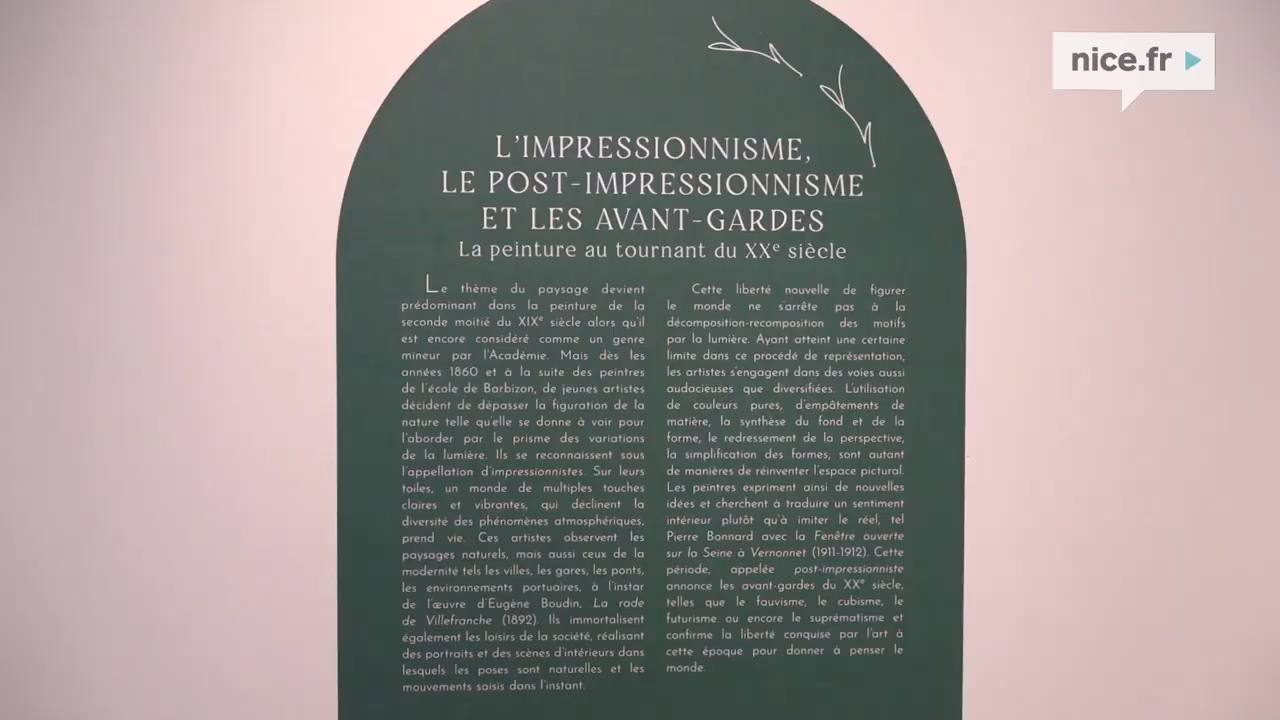 nice.fr
L'IMPRESSIONNISME,
LE POST-IMPRESSIONNISME
ET LES AVANT-GARDES
La peinture au tournant du XXe siècle
Le thème du paysage devient
prédominant dans la peinture de la
seconde moitié du XIXe siècle alors qu'il
est encore considéré comme un genre
mineur par l'Académie. Mais dès les
années 1860 et à la suite des peintres
de l'école de Barbizon, de jeunes artistes
décident de dépasser la figuration de la
nature telle qu'elle se donne à voir pour
l'aborder par le prisme des variations
de la lumière. Ils se reconnaissent sous
l'appellation d'impressionnistes. Sur leurs
toiles, un monde de multiples touches
claires et vibrantes, qui déclinent la
diversité des phénomènes atmosphériques,
prend vie. Ces artistes observent les
paysages naturels, mais aussi ceux de la
modernité tels les villes, les gares, les ponts,
les environnements portuaires, à l'instar
de l'œuvre d'Eugène Boudin, La rade
de Villefranche (1892). Ils immortalisent
également les loisirs de la société, réalisant
des portraits et des scènes d'intérieurs dans
lesquels les poses sont naturelles et les
mouvements saisis dans l'instant.
Cette liberté nouvelle de figurer
le monde ne s'arrête pas à la
décomposition-recomposition des motifs
par la lumière. Ayant atteint une certaine
limite dans ce procédé de représentation,
les artistes s'engagent dans des voies aussi
audacieuses que diversifiées. L'utilisation
de couleurs pures, d'empâtements de
matière, la synthèse du fond et de la
forme, le redressement de la perspective,
la simplification des formes, sont autant
de manières de réinventer l'espace pictural.
Les peintres expriment ainsi de nouvelles
idées et cherchent à traduire un sentiment
intérieur plutôt qu'à imiter le réel, tel
Pierre Bonnard avec la Fenêtre ouverte
sur la Seine à Vernonnet (1911-1912). Cette
période, appelée post-impressionniste
annonce les avant-gardes du XXe siècle,
telles que le fauvisme, le cubisme, le
futurisme ou encore le suprématisme et
confirme la liberté conquise par l'art à
cette époque pour donner à penser le
monde.